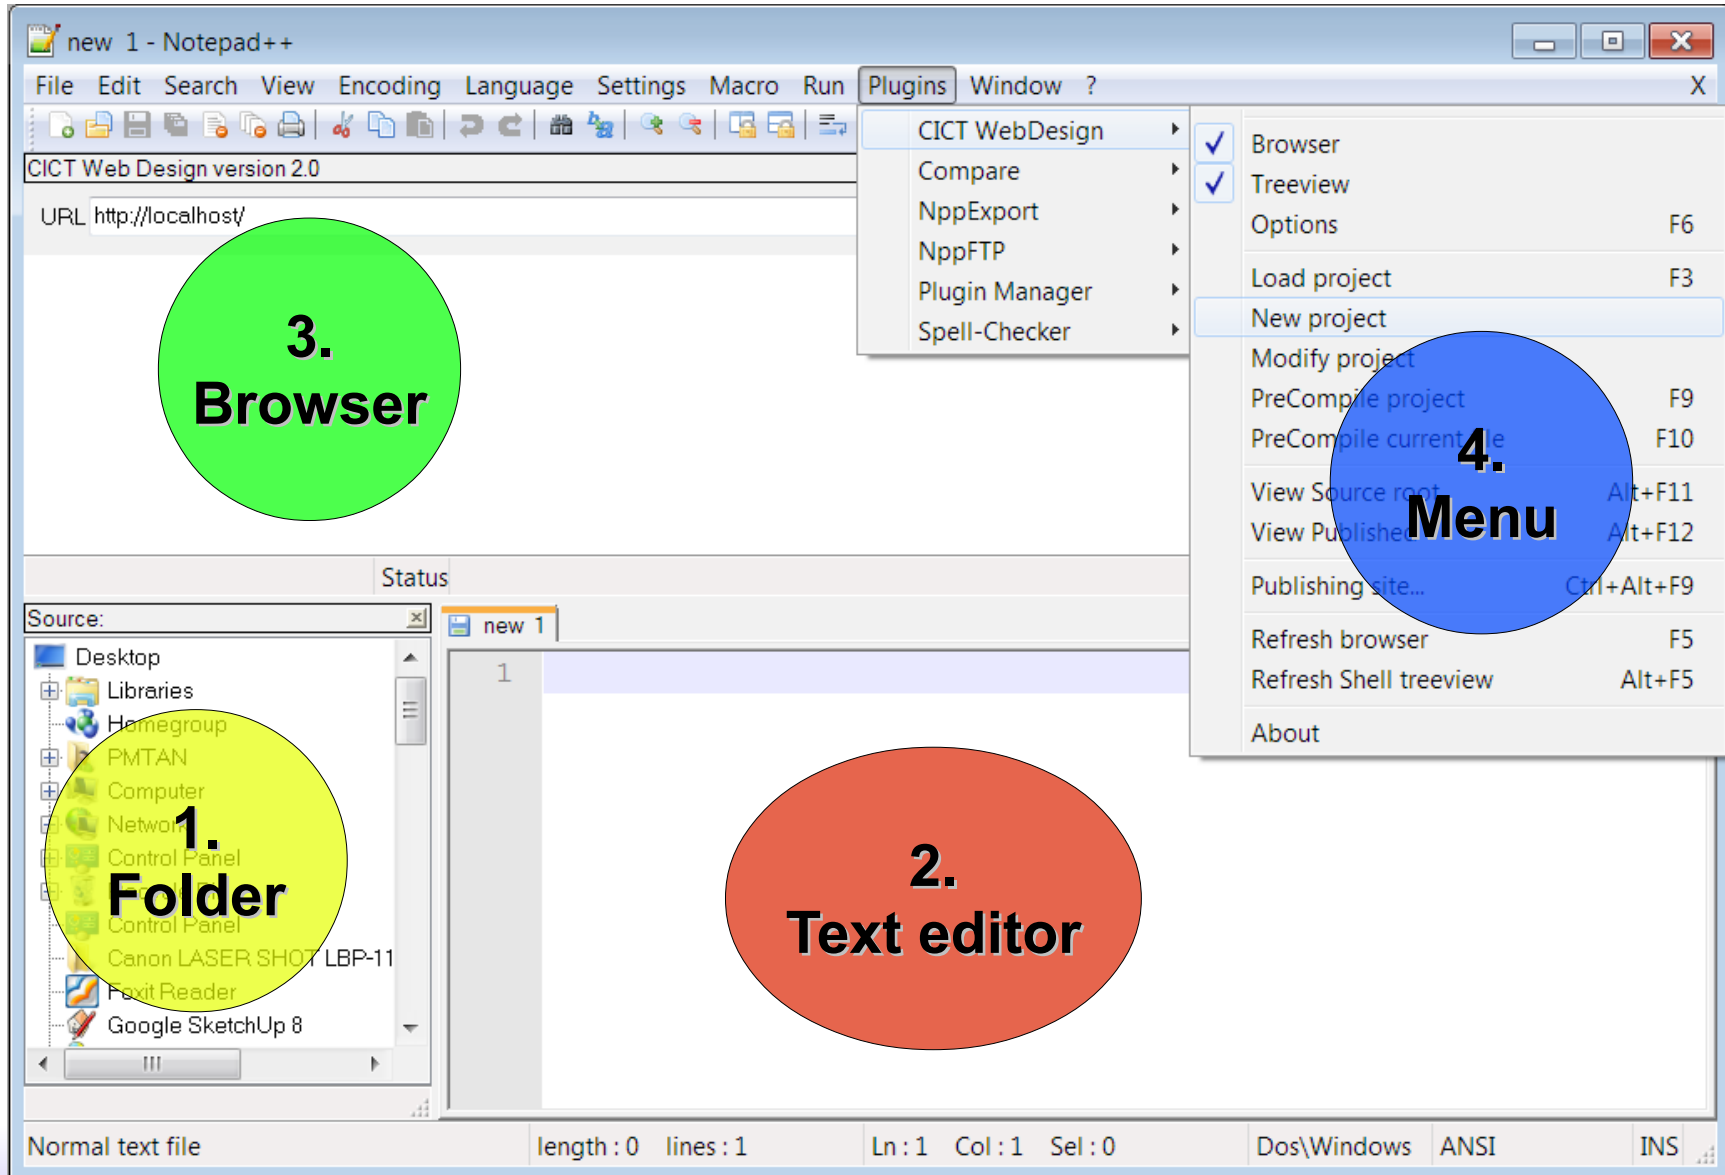 new 1 - Notepad++
File Edit Search View Encoding Language Settings Macro Run Plugins Window ? X
CICT Web Design version 2.0
URL http://localhost/
CICT WebDesign
Compare
NppExport
NppFTP
Plugin Manager
Spell-Checker
Browser
Treeview
Options F6
Load project F3
New project
Modify project
PreCompile project F9
PreCompile current file F10
View Source root Alt+F11
View Published Alt+F12
Publishing site... Ctrl+Alt+F9
Refresh browser F5
Refresh Shell treeview Alt+F5
About
3.
Browser
4.
Menu
Status
Source:
Desktop
Libraries
Homegroup
PMTAN
Computer
Network
Control Panel
Control Panel
Canon LASER SHOT LBP-11
Foxit Reader
Google SketchUp 8
1.
Folder
new 1
1
2.
Text editor
Normal text file length : 0 lines : 1 Ln : 1 Col : 1 Sel : 0 Dos\Windows ANSI INS